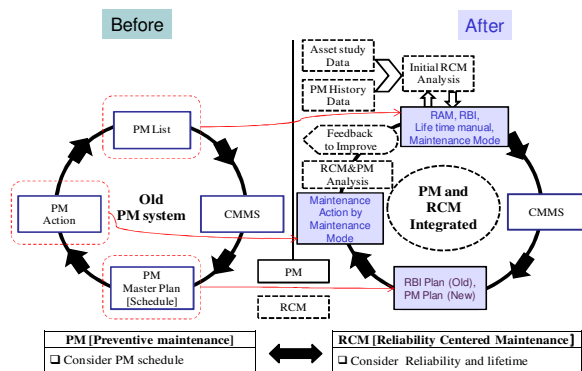 Before
After
Asset study
Data
PM History
Data
Initial RCM
Analysis
PM List
RAM, RBI,
Life time manual,
Maintenance Mode
Feedback
to Improve
RCM&PM
Analysis
Old
PM system
PM
Action
CMMS
Maintenance
Action by
Maintenance
Mode
PM and
RCM
Integrated
CMMS
PM
Master Plan
[Schedule]
PM
RCM
RBI Plan (Old),
PM Plan (New)
PM [Preventive maintenance]
❑ Consider PM schedule
RCM [Reliability Centered Maintenance]
❑ Consider Reliability and lifetime